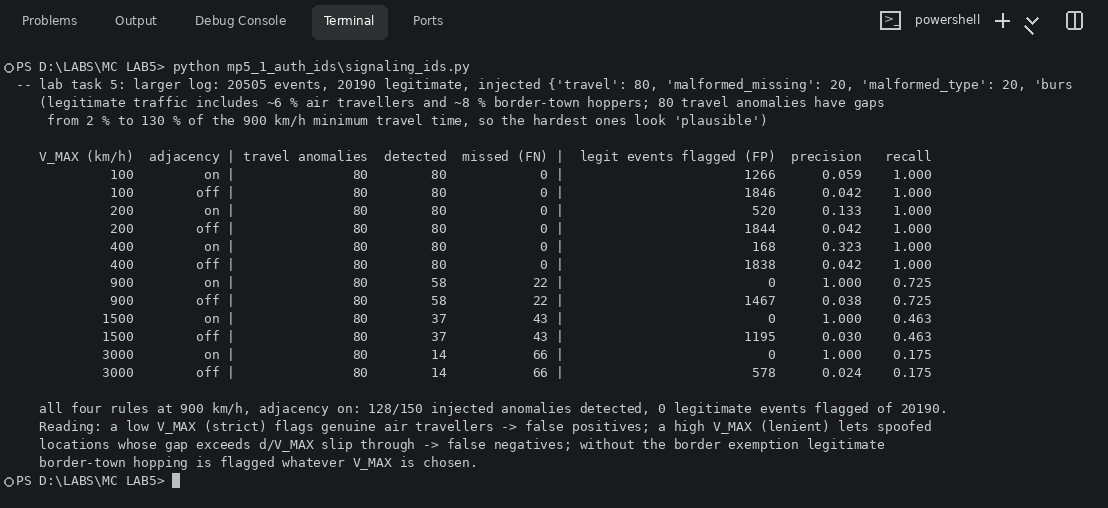 Problems Output Debug Console Terminal Ports powershell
PS D:\LABS\MC LAB5> python mp5_1_auth_ids\signaling_ids.py
-- lab task 5: larger log: 20505 events, 20190 legitimate, injected {'travel': 80, 'malformed_missing': 20, 'malformed_type': 20, 'burs
(legitimate traffic includes ~6 % air travellers and ~8 % border-town hoppers; 80 travel anomalies have gaps
from 2 % to 130 % of the 900 km/h minimum travel time, so the hardest ones look 'plausible')
V_MAX (km/h) adjacency | travel anomalies detected missed (FN) | legit events flagged (FP) precision recall
100 on | 80 80 0 | 1266 0.059 1.000
100 off | 80 80 0 | 1846 0.042 1.000
200 on | 80 80 0 | 520 0.133 1.000
200 off | 80 80 0 | 1844 0.042 1.000
400 on | 80 80 0 | 168 0.323 1.000
400 off | 80 80 0 | 1838 0.042 1.000
900 on | 80 58 22 | 0 1.000 0.725
900 off | 80 58 22 | 1467 0.038 0.725
1500 on | 80 37 43 | 0 1.000 0.463
1500 off | 80 37 43 | 1195 0.030 0.463
3000 on | 80 14 66 | 0 1.000 0.175
3000 off | 80 14 66 | 578 0.024 0.175
all four rules at 900 km/h, adjacency on: 128/150 injected anomalies detected, 0 legitimate events flagged of 20190.
Reading: a low V_MAX (strict) flags genuine air travellers -> false positives; a high V_MAX (lenient) lets spoofed
locations whose gap exceeds d/V_MAX slip through -> false negatives; without the border exemption legitimate
border-town hopping is flagged whatever V_MAX is chosen.
PS D:\LABS\MC LAB5>